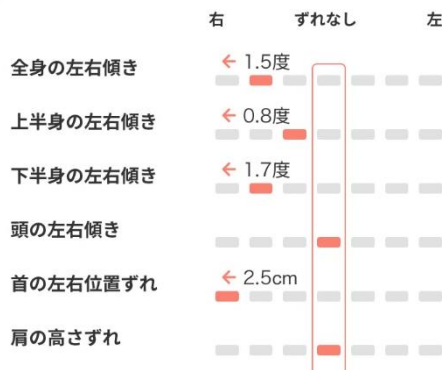 右 ずれなし 左
全身の左右傾き ← 1.5度
上半身の左右傾き ← 0.8度
下半身の左右傾き ← 1.7度
頭の左右傾き
首の左右位置ずれ ← 2.5cm
肩の高さずれ